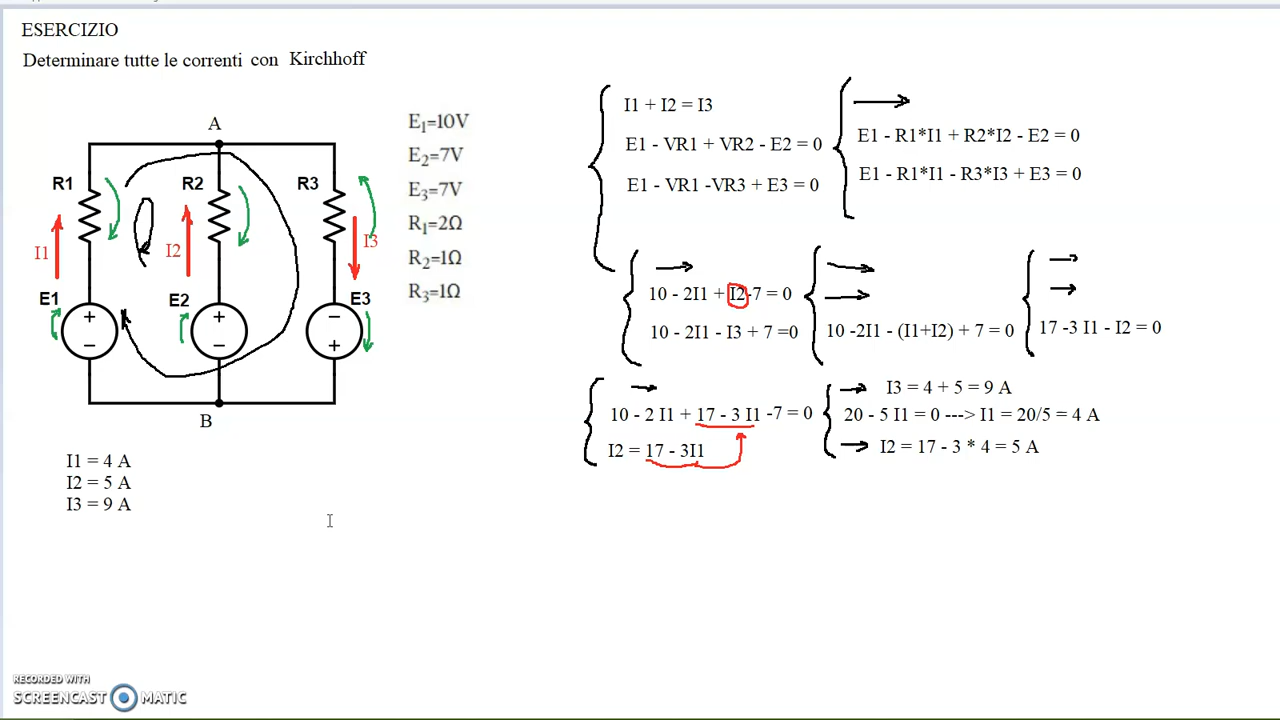 ESERCIZIO
Determinare tutte le correnti con Kirchhoff
A
R1
R2
R3
I1
I2
I3
E1
E2
E3
+
−
+
−
−
+
B
E1=10V
E2=7V
E3=7V
R1=2Ω
R2=1Ω
R3=1Ω
I1 = 4 A
I2 = 5 A
I3 = 9 A
I1 + I2 = I3
E1 - VR1 + VR2 - E2 = 0
E1 - VR1 -VR3 + E3 = 0
E1 - R1*I1 + R2*I2 - E2 = 0
E1 - R1*I1 - R3*I3 + E3 = 0
10 - 2I1 + I2-7 = 0
10 - 2I1 - I3 + 7 =0
10 -2I1 - (I1+I2) + 7 = 0
17 -3 I1 - I2 = 0
10 - 2 I1 + 17 - 3 I1 -7 = 0
I2 = 17 - 3I1
I3 = 4 + 5 = 9 A
20 - 5 I1 = 0 ---> I1 = 20/5 = 4 A
I2 = 17 - 3 * 4 = 5 A
RECORDED WITH
SCREENCAST MATIC